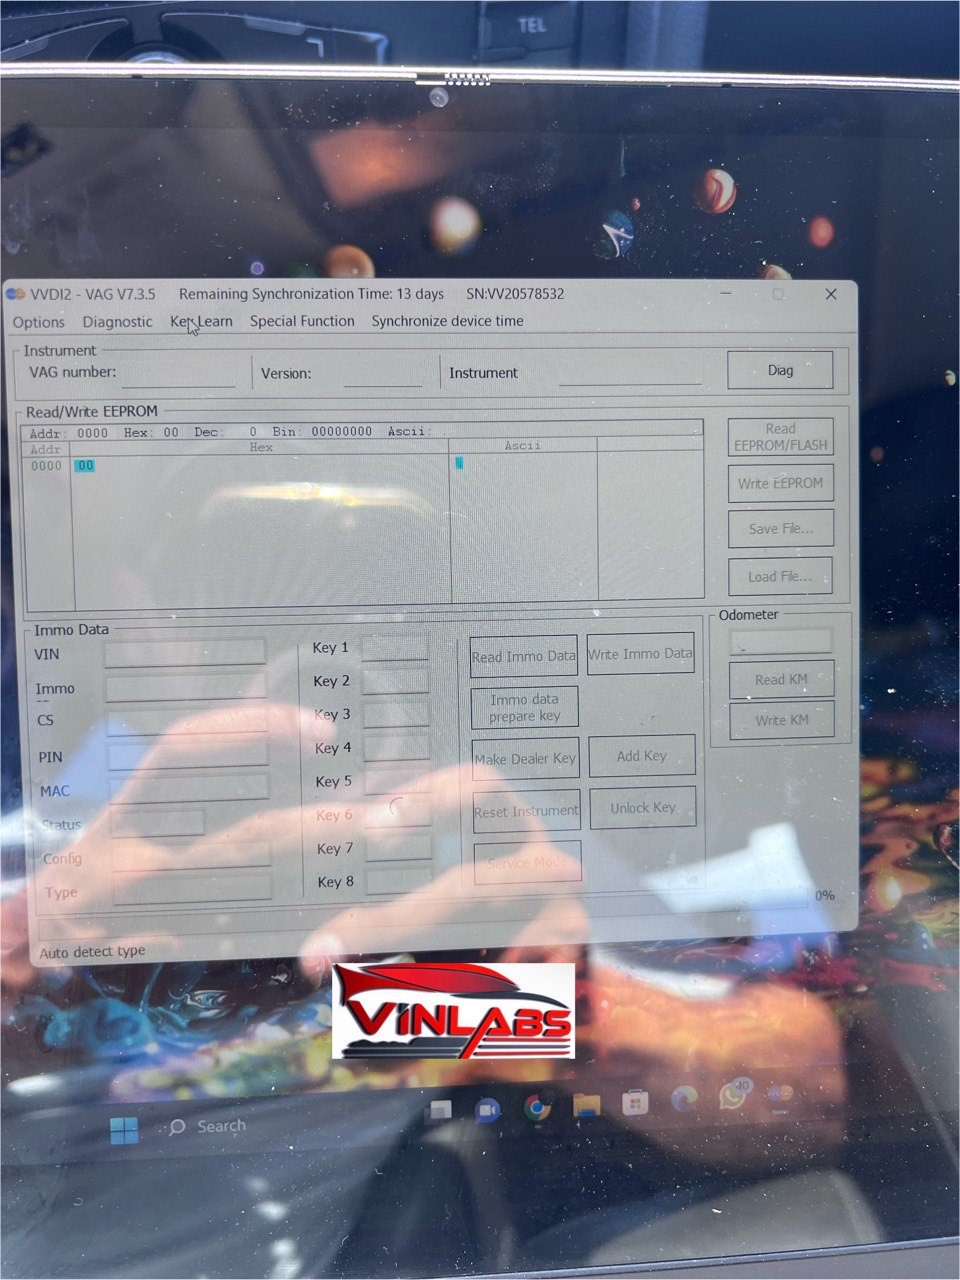 TEL
VVDI2 - VAG V7.3.5 Remaining Synchronization Time: 13 days SN:VV20578532
Options Diagnostic Key Learn Special Function Synchronize device time
Instrument
VAG number: Version: Instrument Diag
Read/Write EEPROM
Addr: 0000 Hex: 00 Dec: 0 Bin: 00000000 Ascii: .
Addr Hex Ascii
0000 00
Read
EEPROM/FLASH
Write EEPROM
Save File...
Load File...
Immo Data
VIN
Immo
CS
PIN
MAC
Status
Config
Type
Key 1
Key 2
Key 3
Key 4
Key 5
Key 6
Key 7
Key 8
Read Immo Data Write Immo Data
Immo data
prepare key
Make Dealer Key Add Key
Reset Instrument Unlock Key
Service Mode
Odometer
Read KM
Write KM
0%
Auto detect type
VINLABS
Search